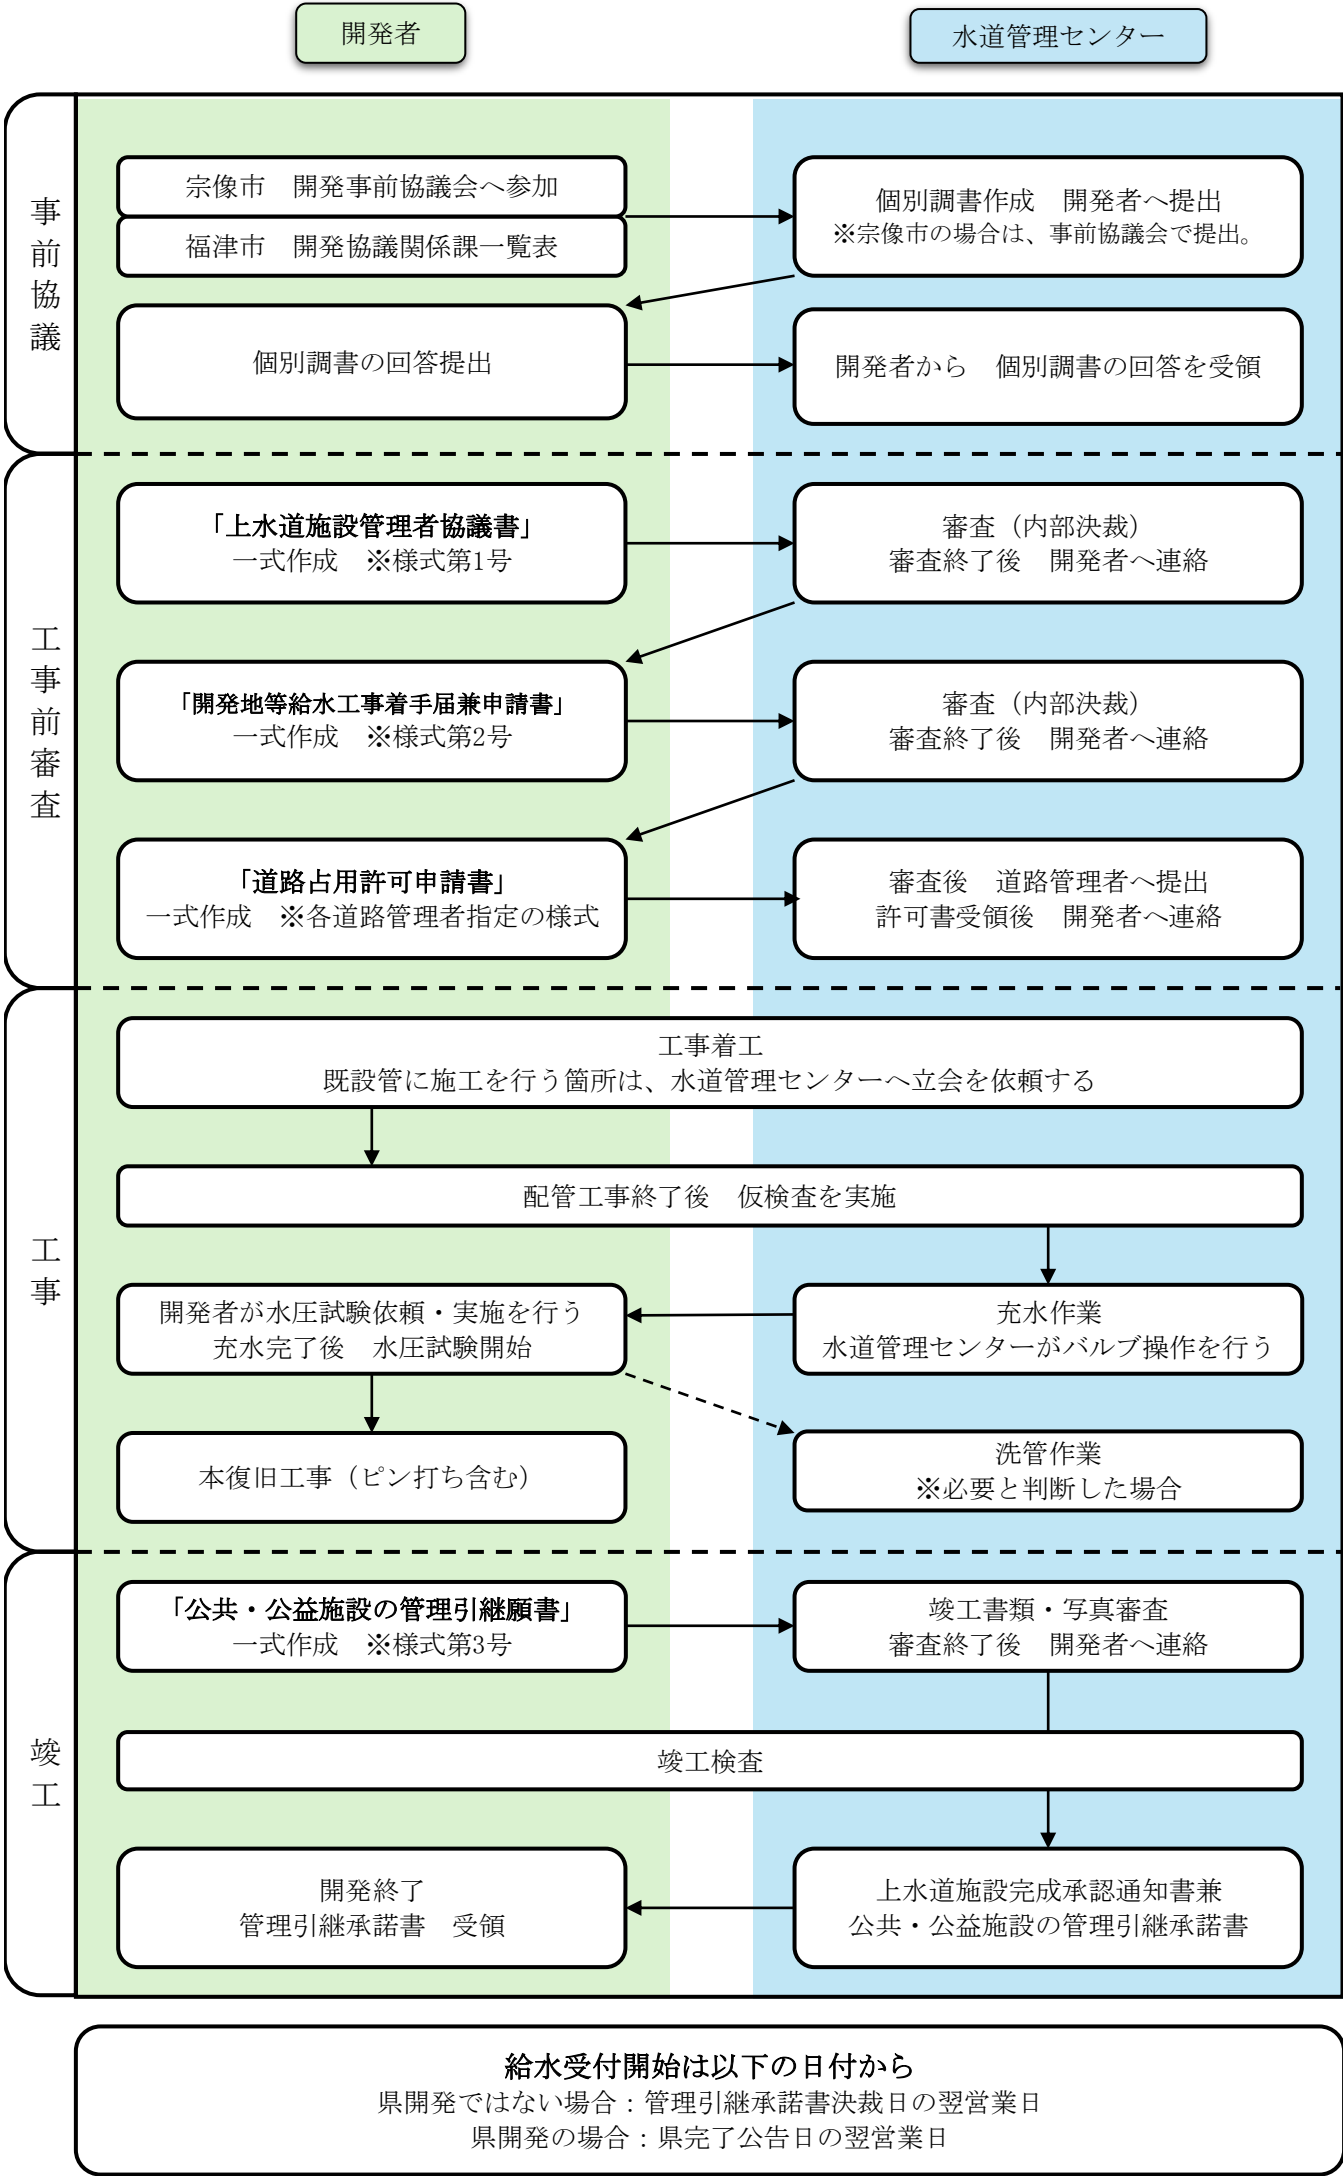 開発者
水道管理センター
事前協議
宗像市　開発事前協議会へ参加
福津市　開発協議関係課一覧表
個別調書作成　開発者へ提出
※宗像市の場合は、事前協議会で提出。
個別調書の回答提出
開発者から　個別調書の回答を受領
工事前審査
「上水道施設管理者協議書」
一式作成　※様式第1号
審査（内部決裁）
審査終了後　開発者へ連絡
「開発地等給水工事着手届兼申請書」
一式作成　※様式第2号
審査（内部決裁）
審査終了後　開発者へ連絡
「道路占用許可申請書」
一式作成　※各道路管理者指定の様式
審査後　道路管理者へ提出
許可書受領後　開発者へ連絡
工事
工事着工
既設管に施工を行う箇所は、水道管理センターへ立会を依頼する
配管工事終了後　仮検査を実施
開発者が水圧試験依頼・実施を行う
充水完了後　水圧試験開始
充水作業
水道管理センターがバルブ操作を行う
本復旧工事（ピン打ち含む）
洗管作業
※必要と判断した場合
竣工
「公共・公益施設の管理引継願書」
一式作成　※様式第3号
竣工書類・写真審査
審査終了後　開発者へ連絡
竣工検査
開発終了
管理引継承諾書　受領
上水道施設完成承認通知書兼
公共・公益施設の管理引継承諾書
給水受付開始は以下の日付から
県開発ではない場合：管理引継承諾書決裁日の翌営業日
県開発の場合：県完了公告日の翌営業日